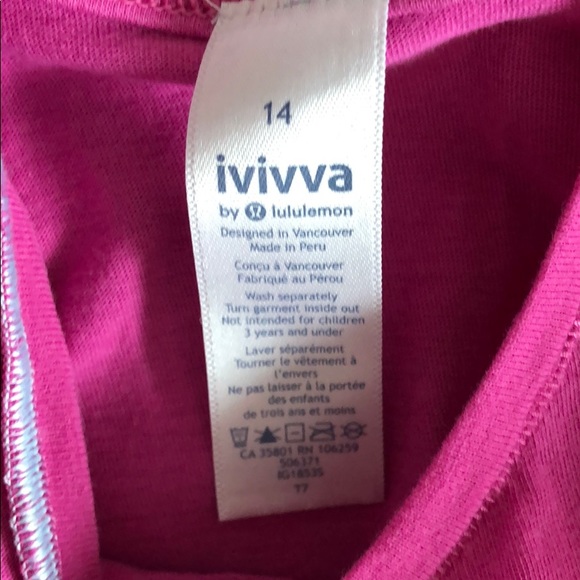 14
ivivva
by lululemon
Designed in Vancouver
Made in Peru
Conçu à Vancouver
Fabriqué au Pérou
Wash separately
Turn garment inside out
Not intended for children
3 years and under
Laver séparément
Tourner le vêtement à
l'envers
Ne pas laisser à la portée
des enfants
de trois ans et moins
CA 35801 RN 106259
506371
IG1853S
T7